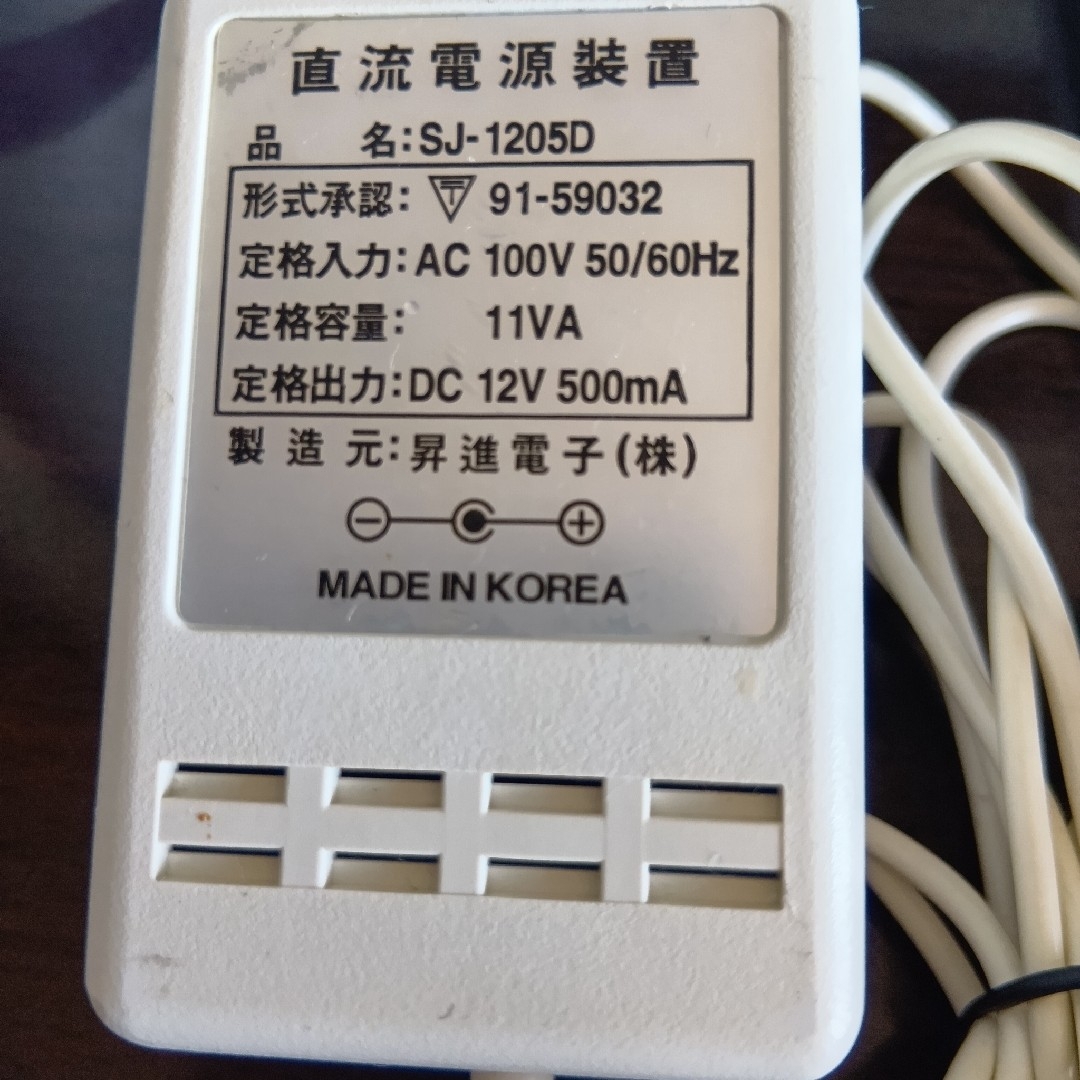 直流電源装置
品 名:SJ-1205D
形式承認: 〒 91-59032
定格入力:AC 100V 50/60Hz
定格容量: 11VA
定格出力:DC 12V 500mA
製造元:昇進電子(株)
MADE IN KOREA